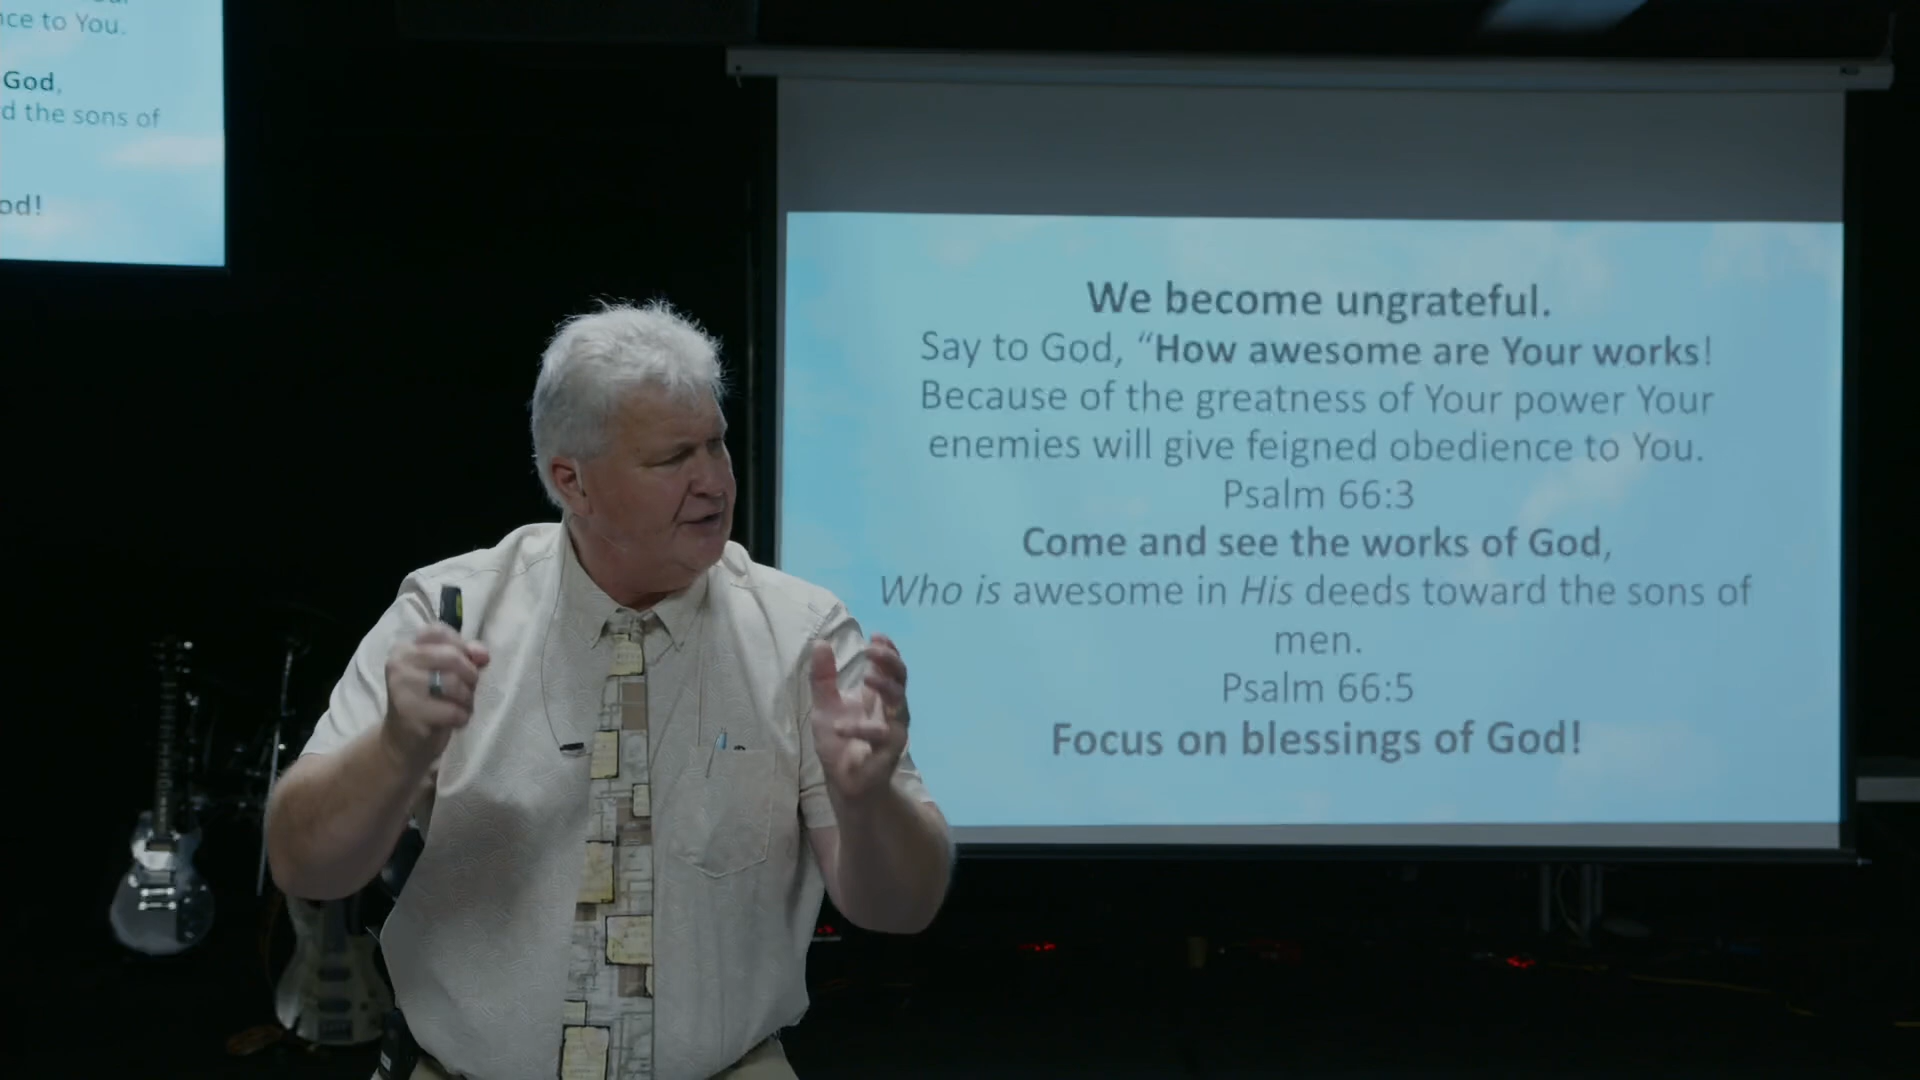 nce to You.
God,
d the sons of
od!
We become ungrateful.
Say to God, “How awesome are Your works!
Because of the greatness of Your power Your
enemies will give feigned obedience to You.
Psalm 66:3
Come and see the works of God,
Who is awesome in His deeds toward the sons of
men.
Psalm 66:5
Focus on blessings of God!